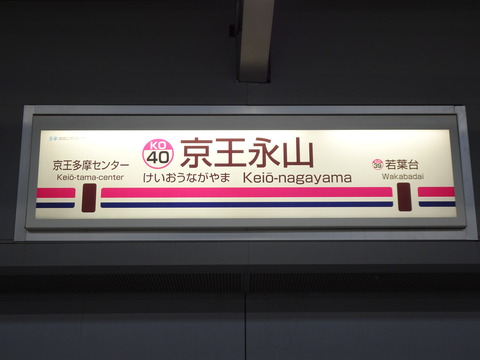 KO
40
京王永山
けいおうながやま Keiō-nagayama
京王多摩センター
Keiō-tama-center
39 若葉台
Wakabadai